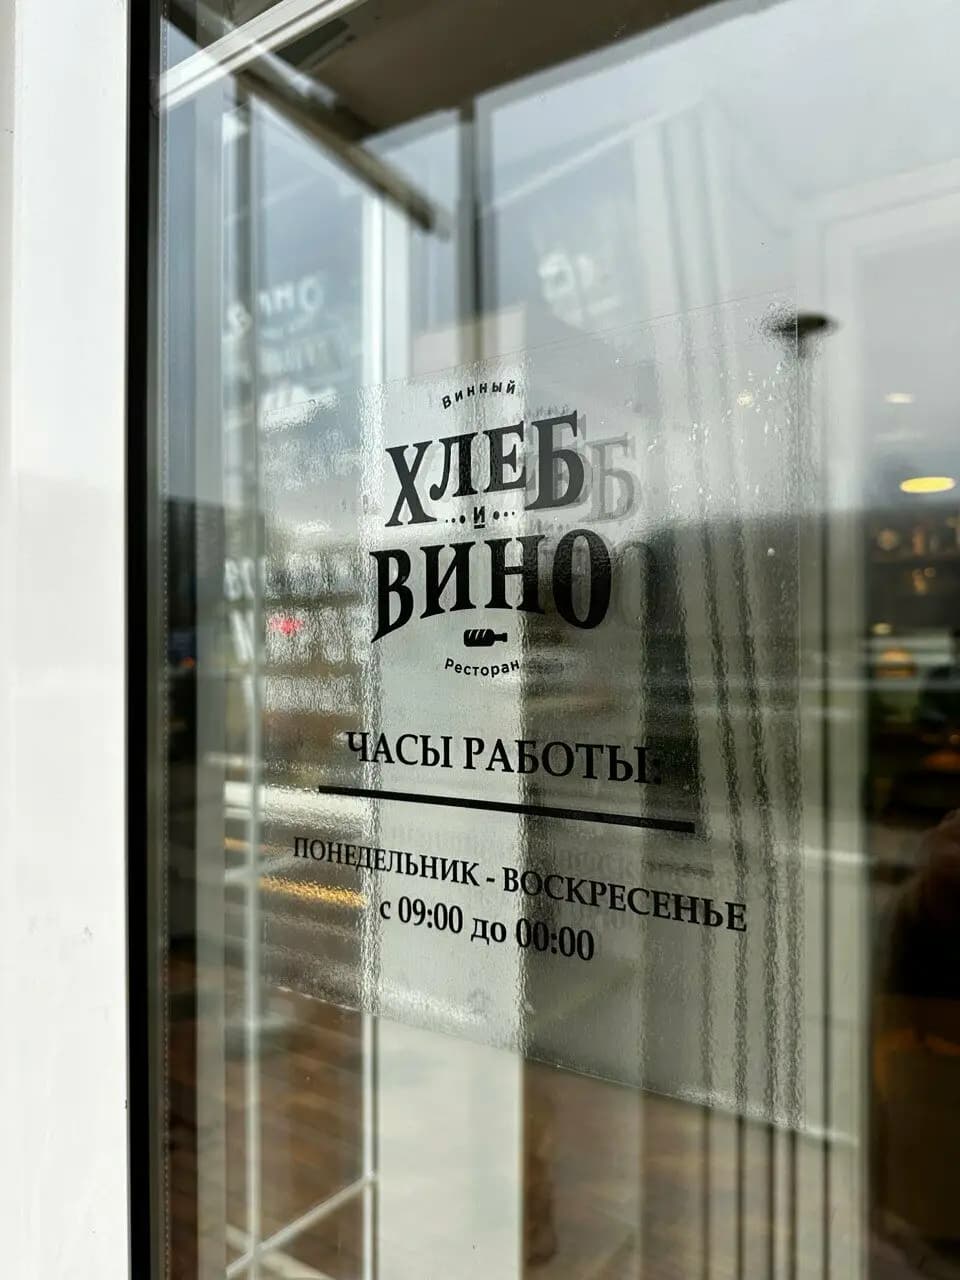 Винный
ХЛЕБ
и
ВИНО
Ресторан
ЧАСЫ РАБОТЫ:
ПОНЕДЕЛЬНИК - ВОСКРЕСЕНЬЕ
с 09:00 до 00:00